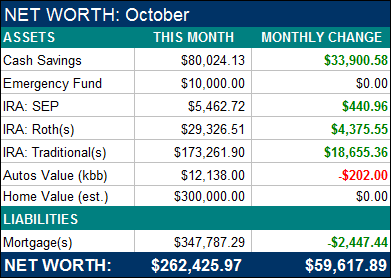 NET WORTH: October
ASSETS THIS MONTH MONTHLY CHANGE
Cash Savings $80,024.13 $33,900.58
Emergency Fund $10,000.00 $0.00
IRA: SEP $5,462.72 $440.96
IRA: Roth(s) $29,326.51 $4,375.55
IRA: Traditional(s) $173,261.90 $18,655.36
Autos Value (kbb) $12,138.00 -$202.00
Home Value (est.) $300,000.00 $0.00
LIABILITIES
Mortgage(s) $347,787.29 -$2,447.44
NET WORTH: $262,425.97 $59,617.89